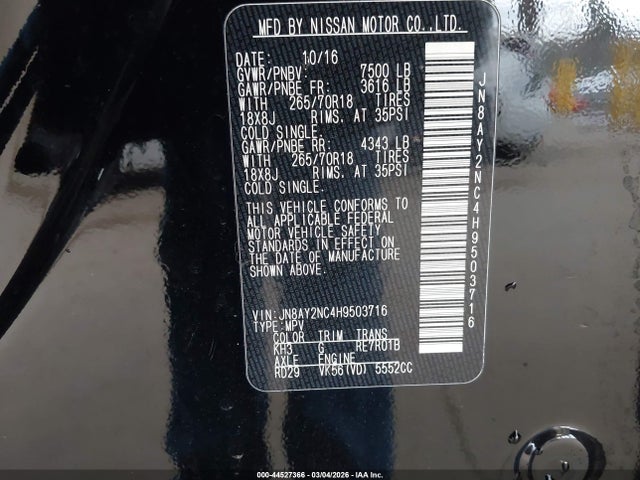 MFD BY NISSAN MOTOR CO.,LTD.
DATE: 10/16
GVWR/PNBV: 7500 LB
GAWR/PNBE FR: 3616 LB
WITH 265/70R18 TIRES
18X8J RIMS. AT 35PSI
COLD SINGLE.
GAWR/PNBE RR: 4343 LB
WITH 265/70R18 TIRES
18X8J RIMS. AT 35PSI
COLD SINGLE.
THIS VEHICLE CONFORMS TO
ALL APPLICABLE FEDERAL
MOTOR VEHICLE SAFETY
STANDARDS IN EFFECT ON
THE DATE OF MANUFACTURE
SHOWN ABOVE.
VIN: JN8AY2NC4H9503716
TYPE: MPV
COLOR TRIM TRANS
KH3 G RE7R01B
AXLE ENGINE
RD29 VK56(VD) 5552CC
JN8AY2NC4H9503716
000-44527366 - 03/04/2026 - IAA Inc.